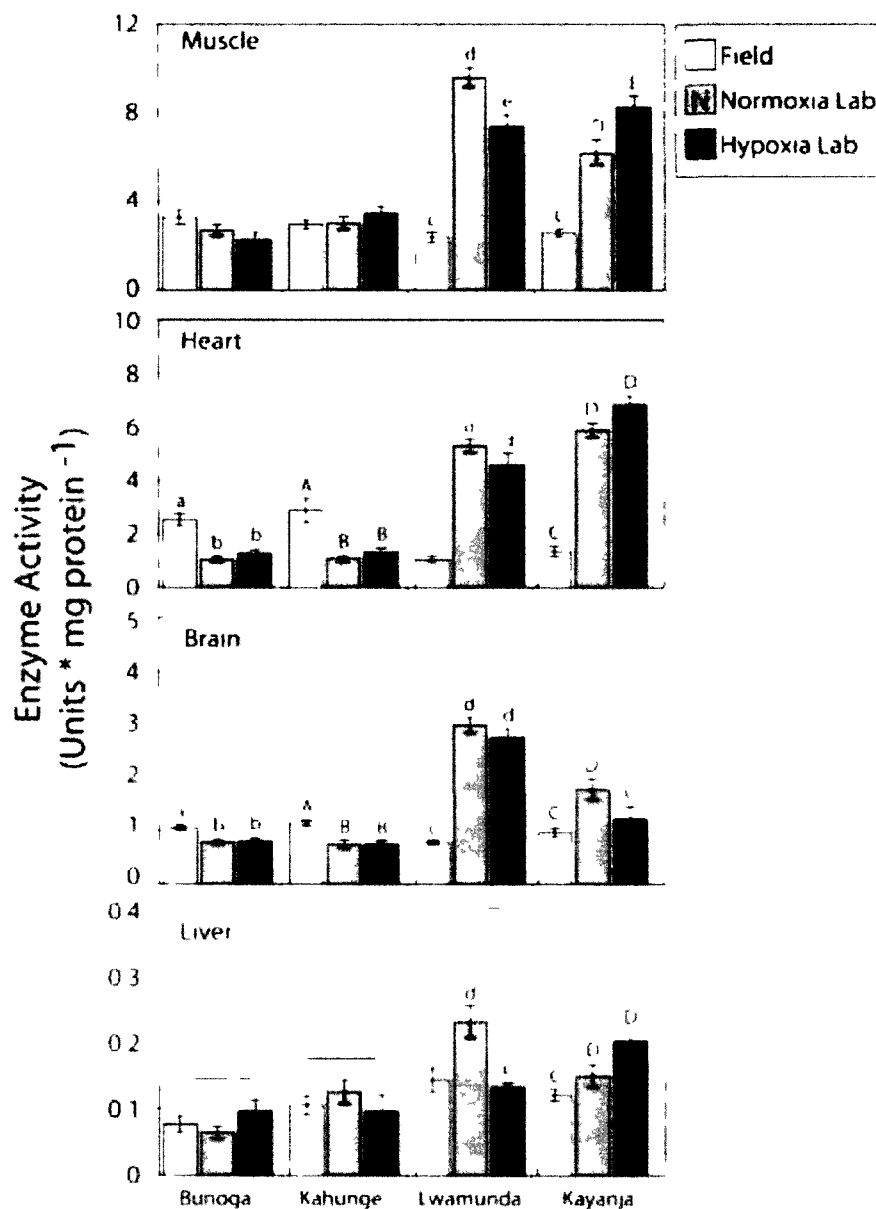 Muscle
12
8
4
0
Field
N Normoxia Lab
Hypoxia Lab
d
e
f
Heart
10
8
6
4
2
0
a
b
b
A
B
B
d
f
C
D
D
Brain
5
4
3
2
1
0
b
A
B
B
d
d
C
Liver
0 4
0 3
0 2
0 1
0
d
C
D
D
Bunoga
Kahunge
Lwamunda
Kayanja
Enzyme Activity
(Units * mg protein -1)